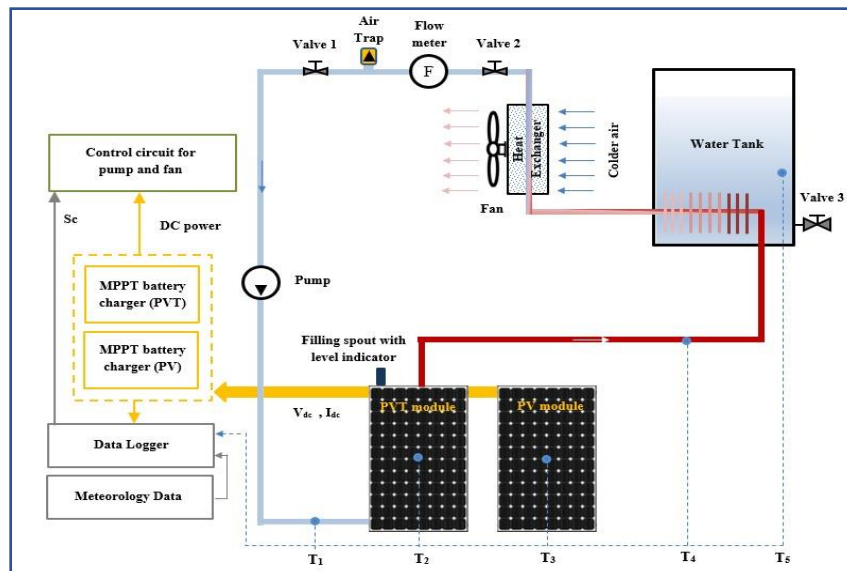 Air
Trap
Flow
meter
Valve 1
Valve 2
F
Heat
Exchanger
Colder air
Water Tank
Control circuit for
pump and fan
Fan
Valve 3
Sc
DC power
MPPT battery
charger (PVT)
Pump
MPPT battery
charger (PV)
Filling spout with
level indicator
PVT module
PV module
Vdc , Idc
Data Logger
Meteorology Data
T1
T2
T3
T4
T5